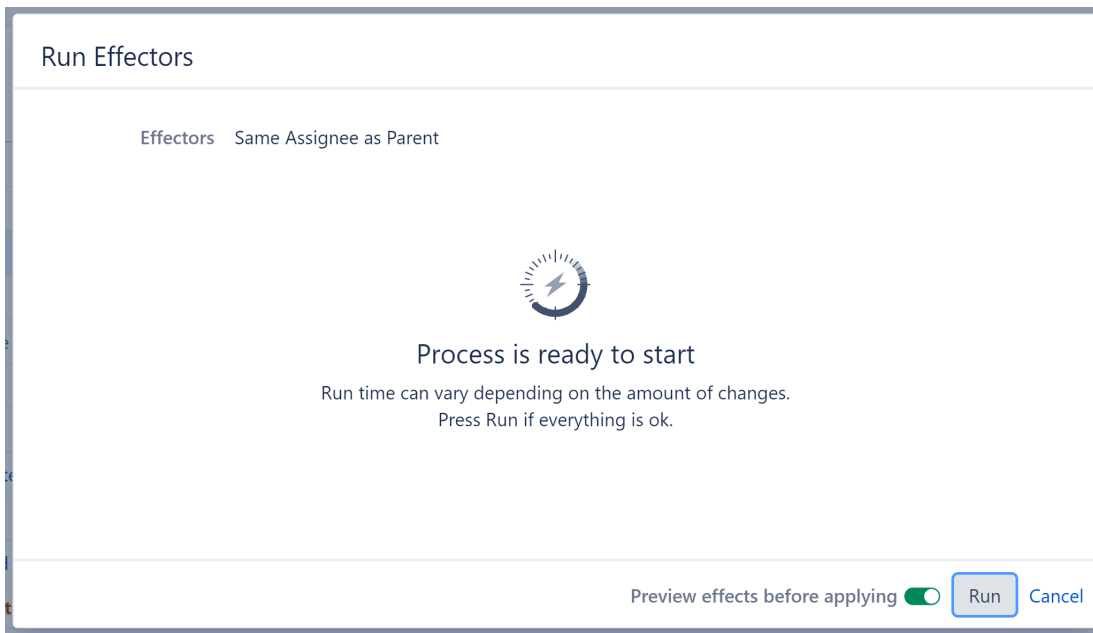 Run Effectors
Effectors Same Assignee as Parent
Process is ready to start
Run time can vary depending on the amount of changes.
Press Run if everything is ok.
Preview effects before applying Run Cancel